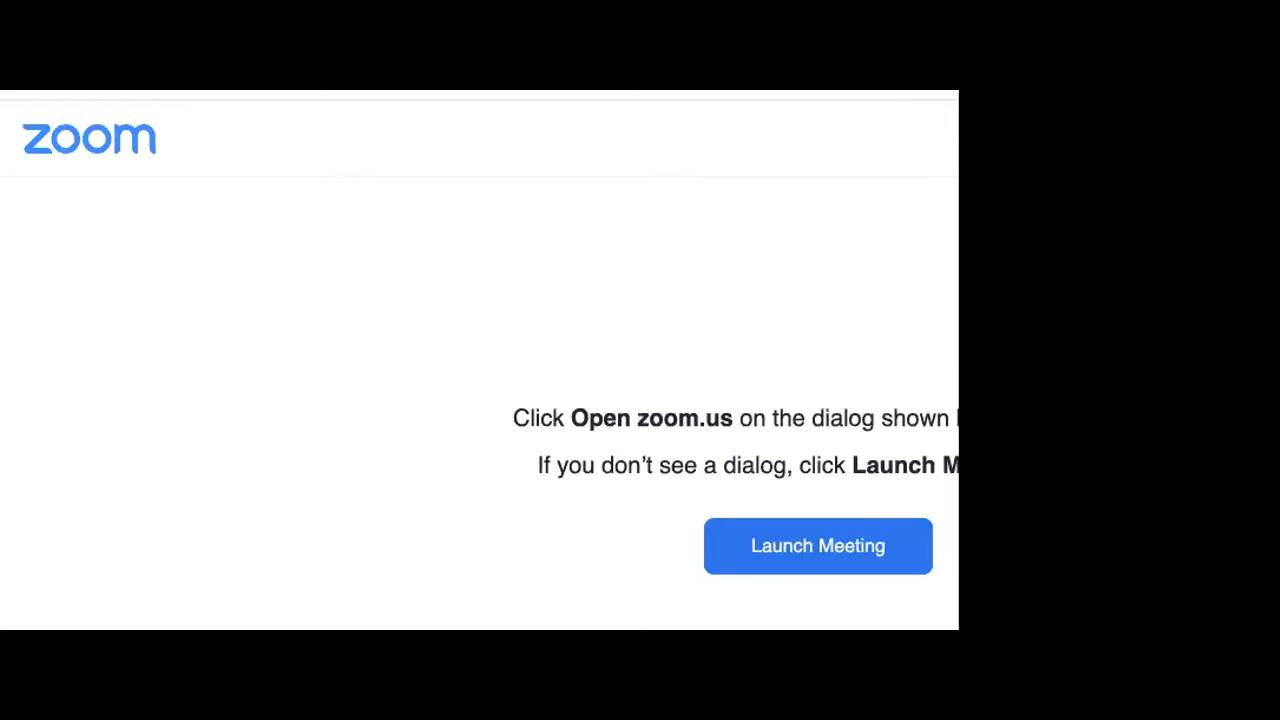 zoom
Click Open zoom.us on the dialog shown
If you don’t see a dialog, click Launch
Launch Meeting